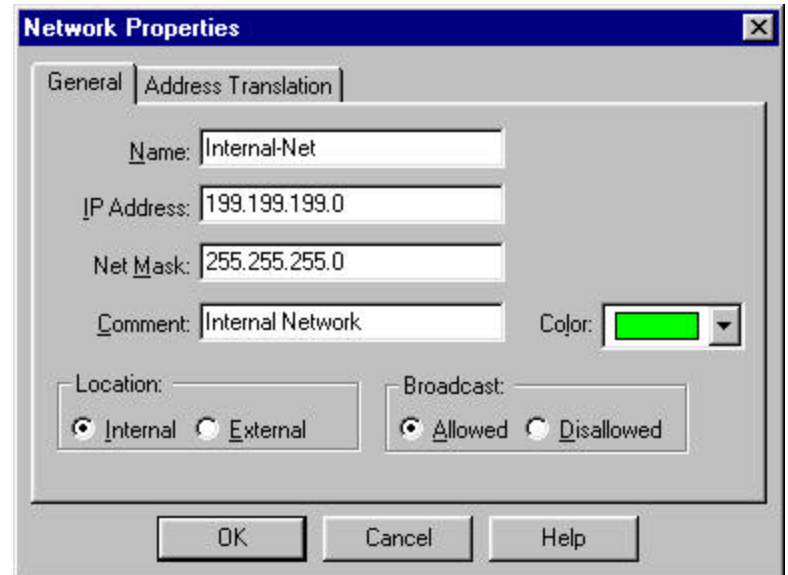 Network Properties
General Address Translation
Name: Internal-Net
IP Address: 199.199.199.0
Net Mask: 255.255.255.0
Comment: Internal Network Color:
Location: Broadcast:
Internal External Allowed Disallowed
OK Cancel Help